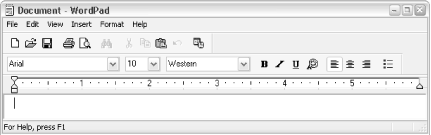 Document - WordPad
File Edit View Insert Format Help
Arial 10 Western B I U
1 2 3 4 5
For Help, press F1